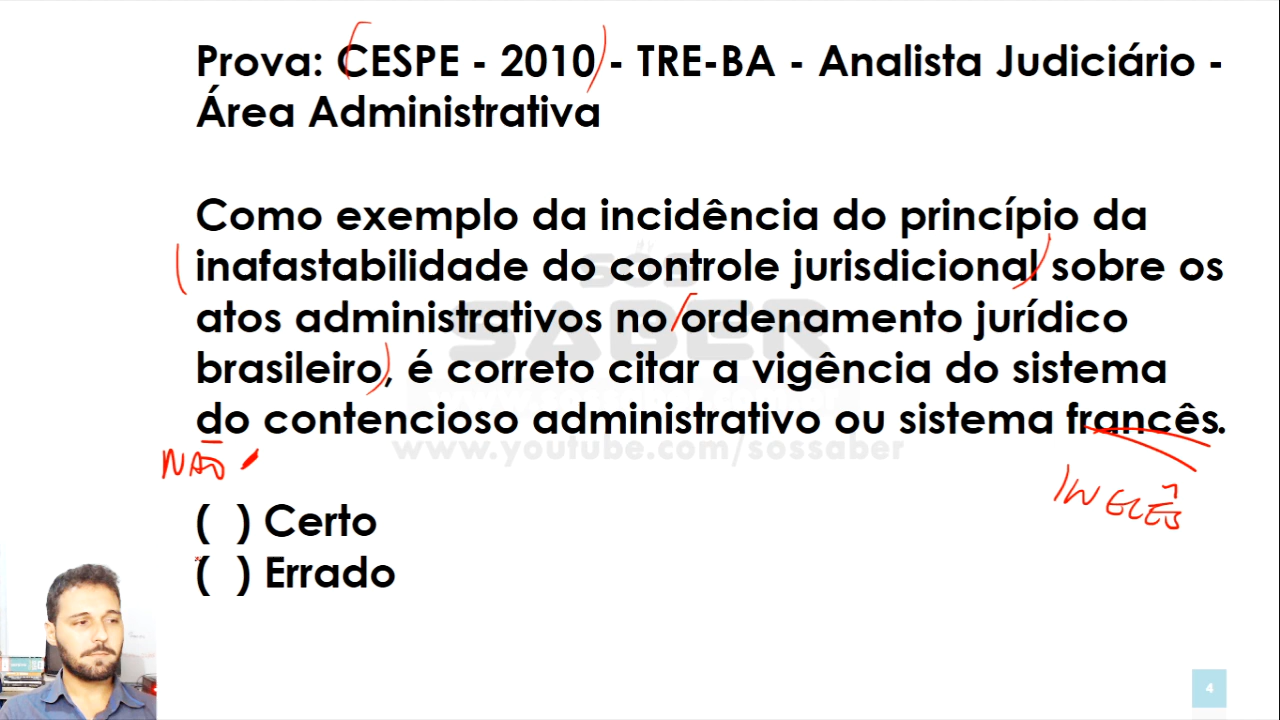 Prova: CESPE - 2010 - TRE-BA - Analista Judiciário -
Área Administrativa
Como exemplo da incidência do princípio da
inafastabilidade do controle jurisdicional sobre os
atos administrativos no ordenamento jurídico
brasileiro, é correto citar a vigência do sistema
do contencioso administrativo ou sistema francês.
NÃO
INGLÊS
( ) Certo
( ) Errado
SOS
SABER
www.youtube.com/sossaber
4